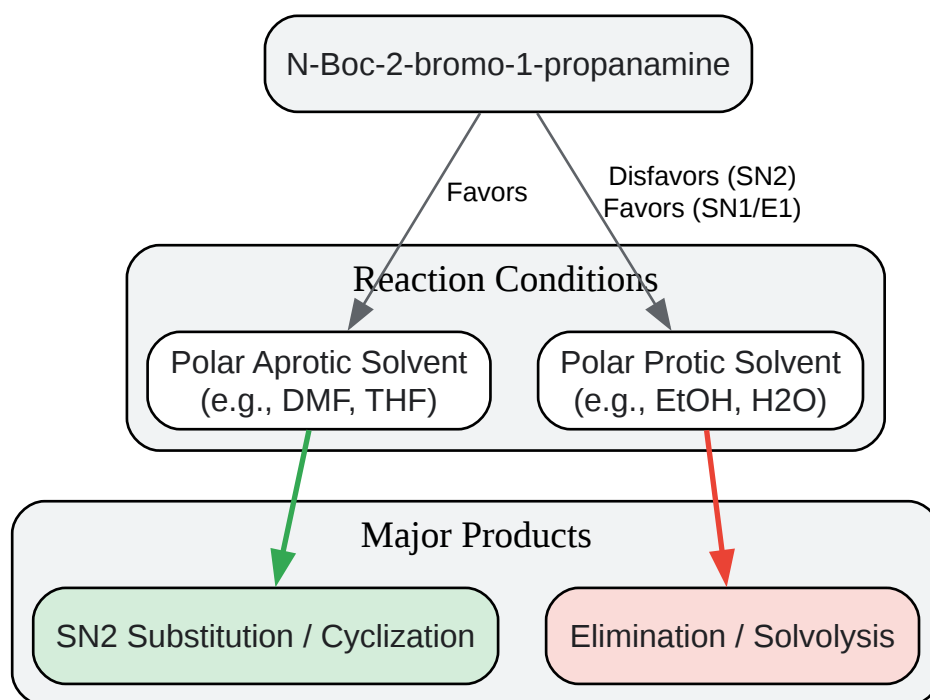 N-Boc-2-bromo-1-propanamine
Favors
Disfavors (SN2)
Favors (SN1/E1)
Reaction Conditions
Polar Aprotic Solvent
(e.g., DMF, THF)
Polar Protic Solvent
(e.g., EtOH, H2O)
Major Products
SN2 Substitution / Cyclization
Elimination / Solvolysis